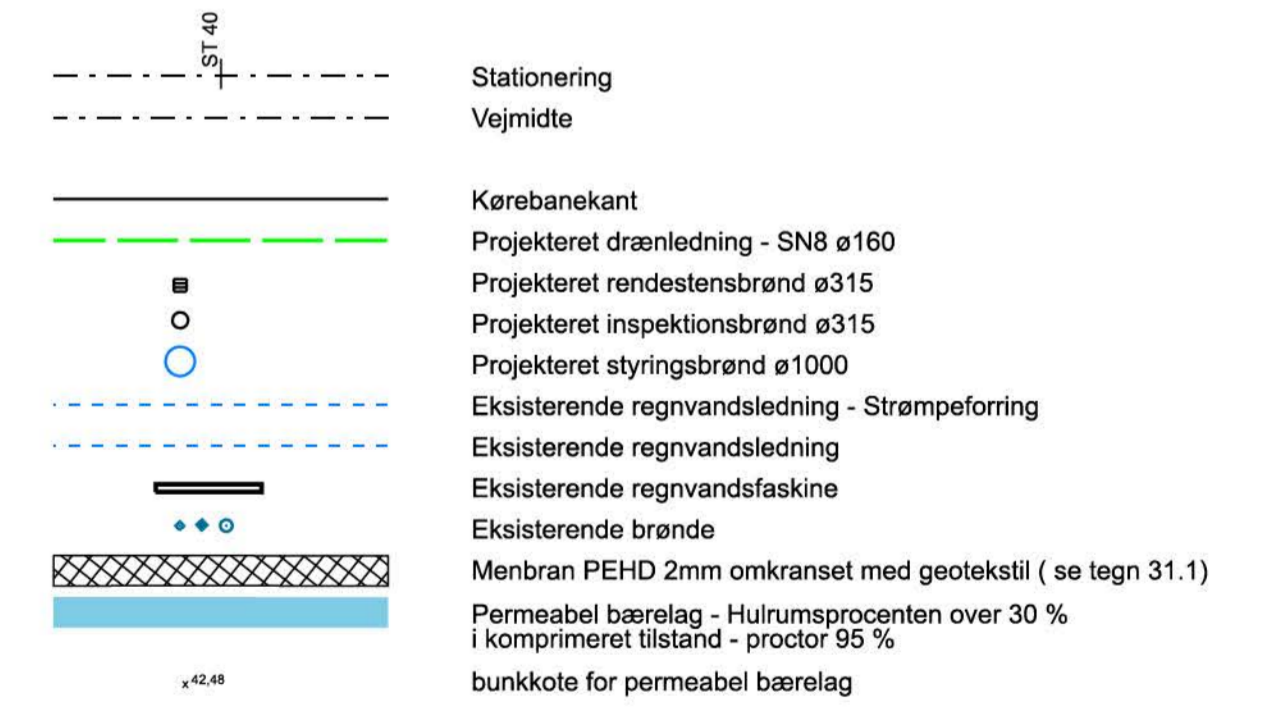 ST 40
Stationering
Vejmidte
Kørebanekant
Projekteret drænledning - SN8 ø160
Projekteret rendestensbrønd ø315
Projekteret inspektionsbrønd ø315
Projekteret styringsbrønd ø1000
Eksisterende regnvandsledning - Strømpeforring
Eksisterende regnvandsledning
Eksisterende regnvandsfaskine
Eksisterende brønde
Menbran PEHD 2mm omkranset med geotekstil ( se tegn 31.1)
Permeabel bærelag - Hulrumsprocenten over 30 %
i komprimeret tilstand - proctor 95 %
x 42,48 bunkkote for permeabel bærelag